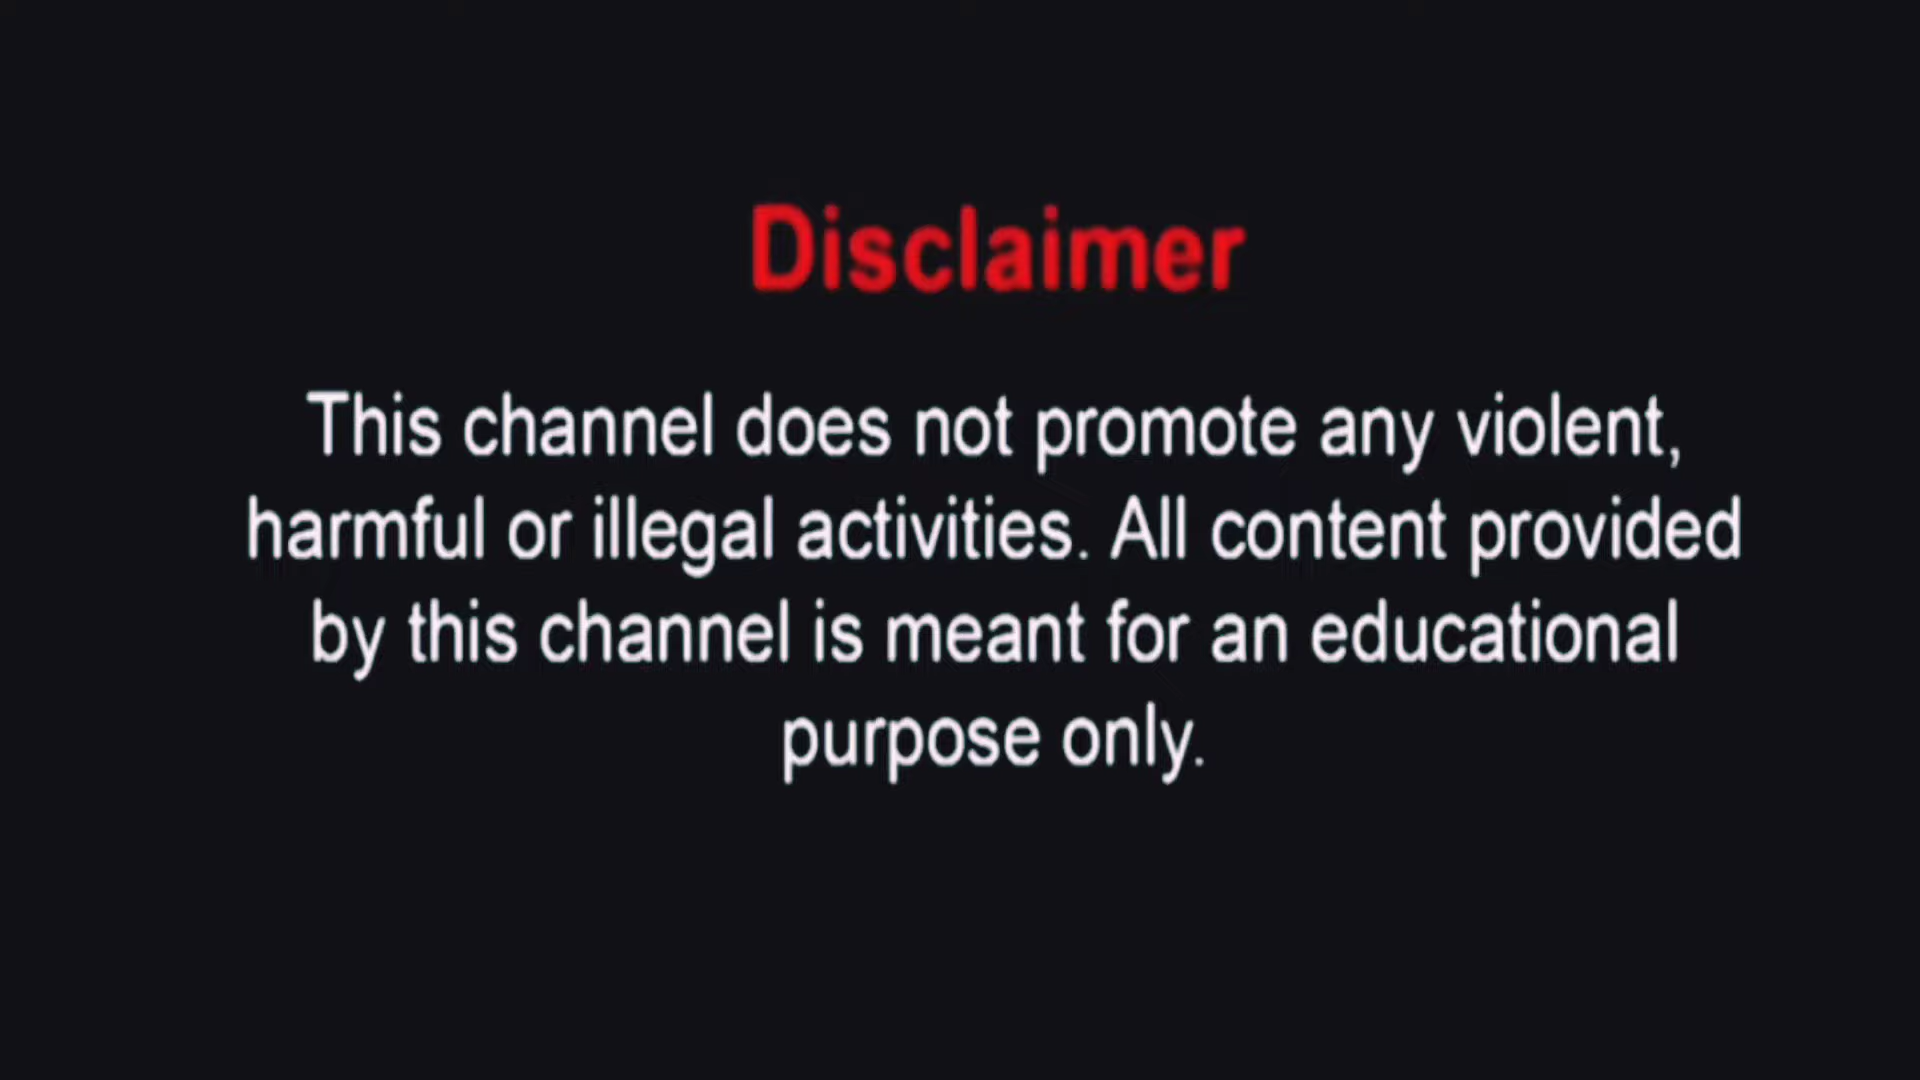 Disclaimer
This channel does not promote any violent,
harmful or illegal activities. All content provided
by this channel is meant for an educational
purpose only.